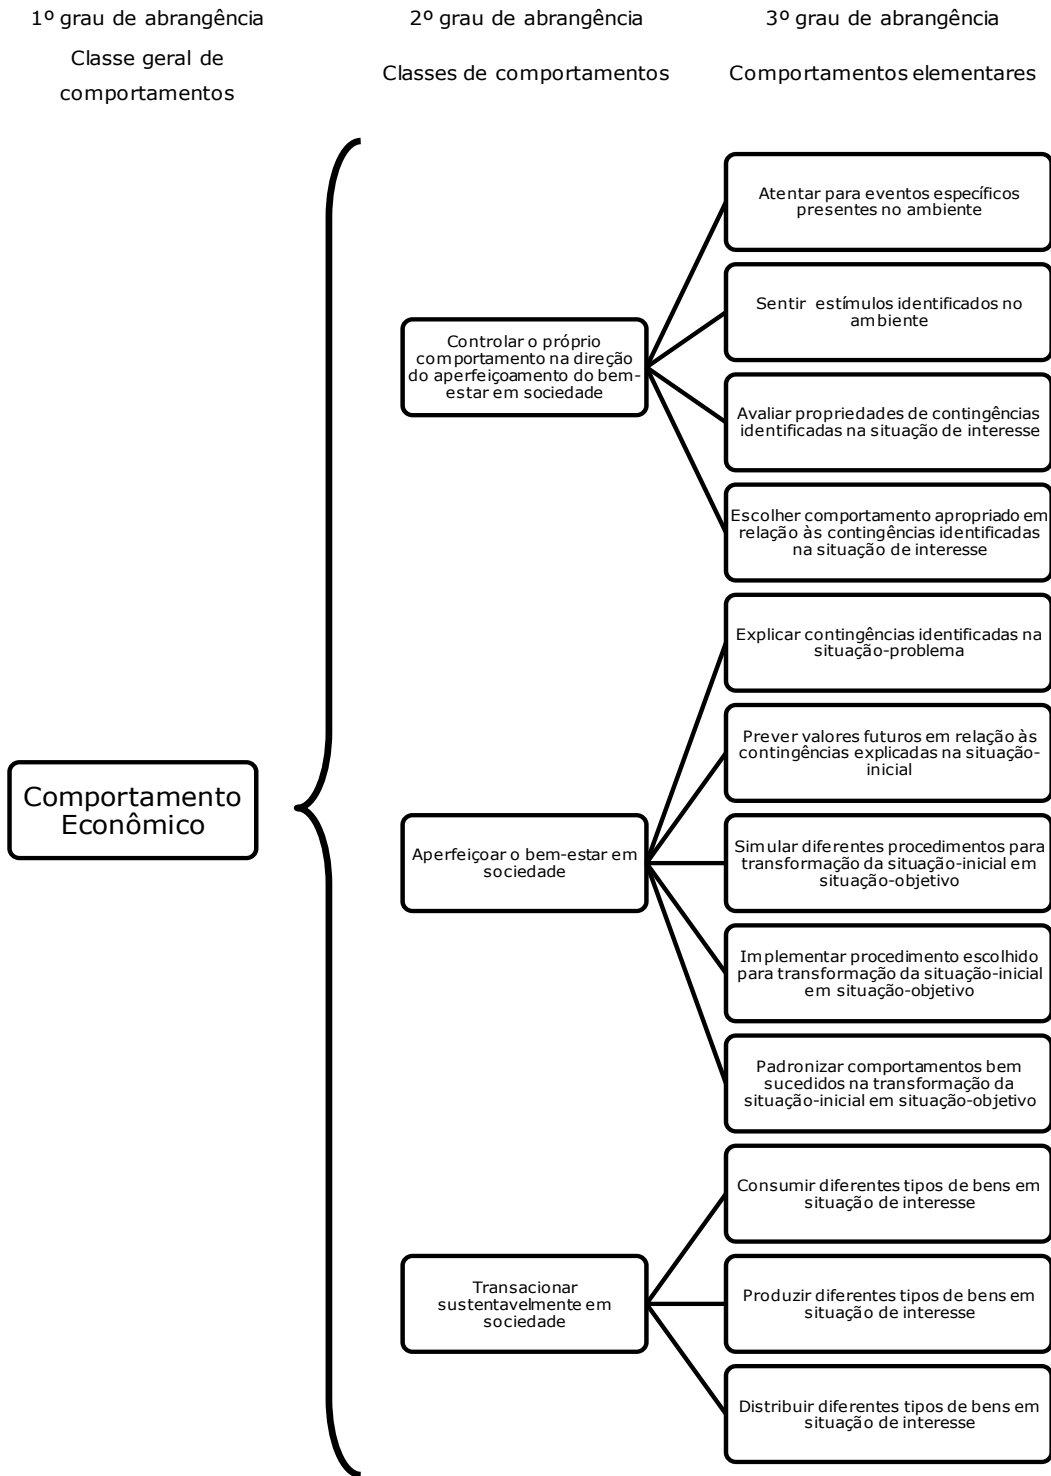 1º grau de abrangência
2º grau de abrangência
3º grau de abrangência
Classe geral de
comportamentos
Classes de comportamentos
Comportamentos elementares
Comportamento
Econômico
Controlar o próprio
comportamento na direção
do aperfeiçoamento do bem-
estar em sociedade
Atentar para eventos específicos
presentes no ambiente
Sentir estímulos identificados no
ambiente
Avaliar propriedades de contingências
identificadas na situação de interesse
Escolher comportamento apropriado em
relação às contingências identificadas
na situação de interesse
Aperfeiçoar o bem-estar em
sociedade
Explicar contingências identificadas na
situação-problema
Prever valores futuros em relação às
contingências explicadas na situação-
inicial
Simular diferentes procedimentos para
transformação da situação-inicial em
situação-objetivo
Implementar procedimento escolhido
para transformação da situação-inicial
em situação-objetivo
Padronizar comportamentos bem
sucedidos na transformação da
situação-inicial em situação-objetivo
Transacionar
sustentavelmente em
sociedade
Consumir diferentes tipos de bens em
situação de interesse
Produzir diferentes tipos de bens em
situação de interesse
Distribuir diferentes tipos de bens em
situação de interesse